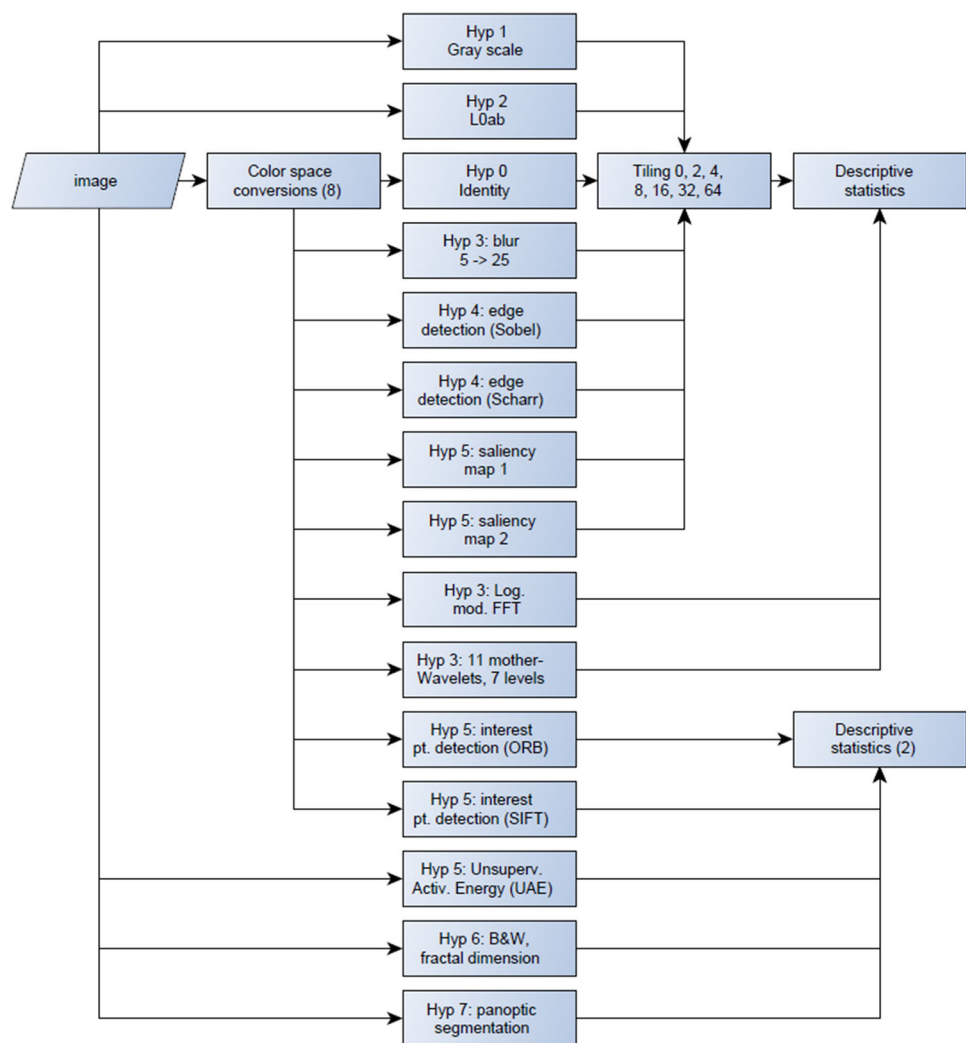 Hyp 1
Gray scale
Hyp 2
L0ab
image
Color space
conversions (8)
Hyp 0
Identity
Tiling 0, 2, 4,
8, 16, 32, 64
Descriptive
statistics
Hyp 3: blur
5 -> 25
Hyp 4: edge
detection (Sobel)
Hyp 4: edge
detection (Scharr)
Hyp 5: saliency
map 1
Hyp 5: saliency
map 2
Hyp 3: Log.
mod. FFT
Hyp 3: 11 mother-
Wavelets, 7 levels
Hyp 5: interest
pt. detection (ORB)
Descriptive
statistics (2)
Hyp 5: interest
pt. detection (SIFT)
Hyp 5: Unsuperv.
Activ. Energy (UAE)
Hyp 6: B&W,
fractal dimension
Hyp 7: panoptic
segmentation